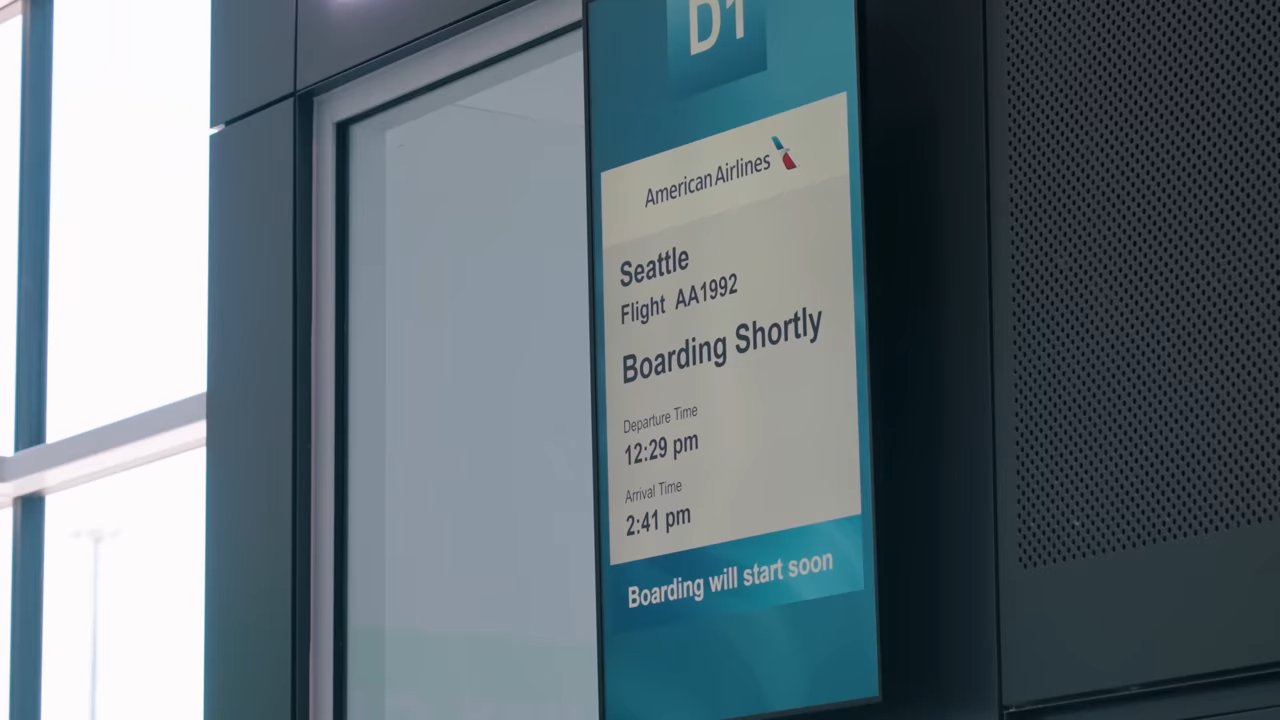 D1
American Airlines
Seattle
Flight AA1992
Boarding Shortly
Departure Time
12:29 pm
Arrival Time
2:41 pm
Boarding will start soon